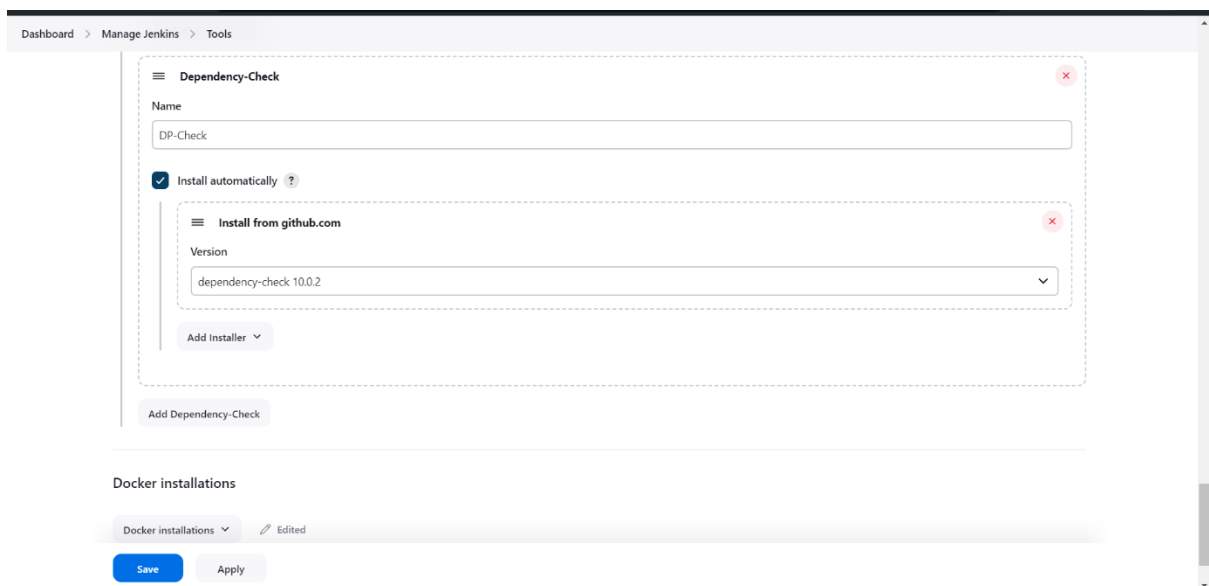 Dashboard > Manage Jenkins > Tools
Dependency-Check
Name
DP-Check
Install automatically ?
Install from github.com
Version
dependency-check 10.0.2
Add Installer
Add Dependency-Check
Docker installations
Docker installations Edited
Save Apply